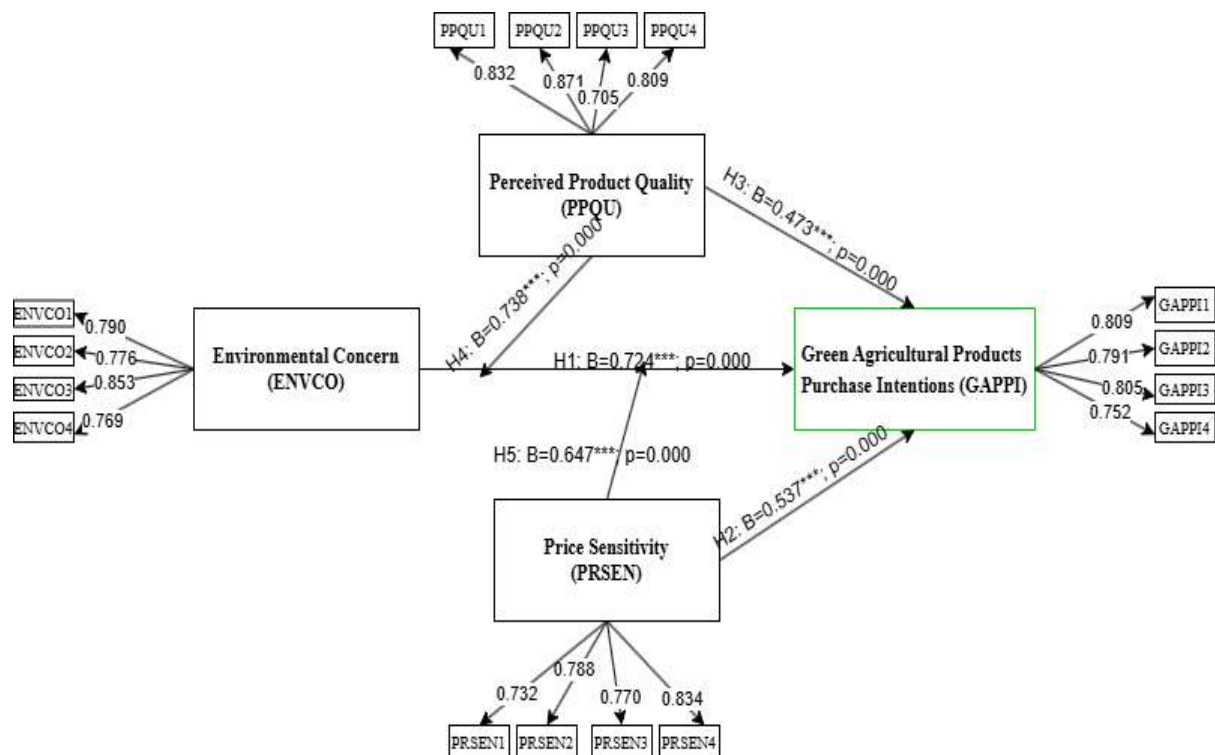 PPQU1
PPQU2
PPQU3
PPQU4
0.832
0.871
0.705
0.809
Perceived Product Quality
(PPQU)
H3: B=0.473***; p=0.000
H4: B=0.738***; p=0.000
ENVCO1
ENVCO2
ENVCO3
ENVCO4
0.790
0.776
0.853
0.769
Environmental Concern
(ENVCO)
H1: B=0.724***; p=0.000
Green Agricultural Products
Purchase Intentions (GAPPI)
0.809
0.791
0.805
0.752
GAPPI1
GAPPI2
GAPPI3
GAPPI4
H5: B=0.647***; p=0.000
H2: B=0.537***; p=0.000
Price Sensitivity
(PRSEN)
0.732
0.788
0.770
0.834
PRSEN1
PRSEN2
PRSEN3
PRSEN4